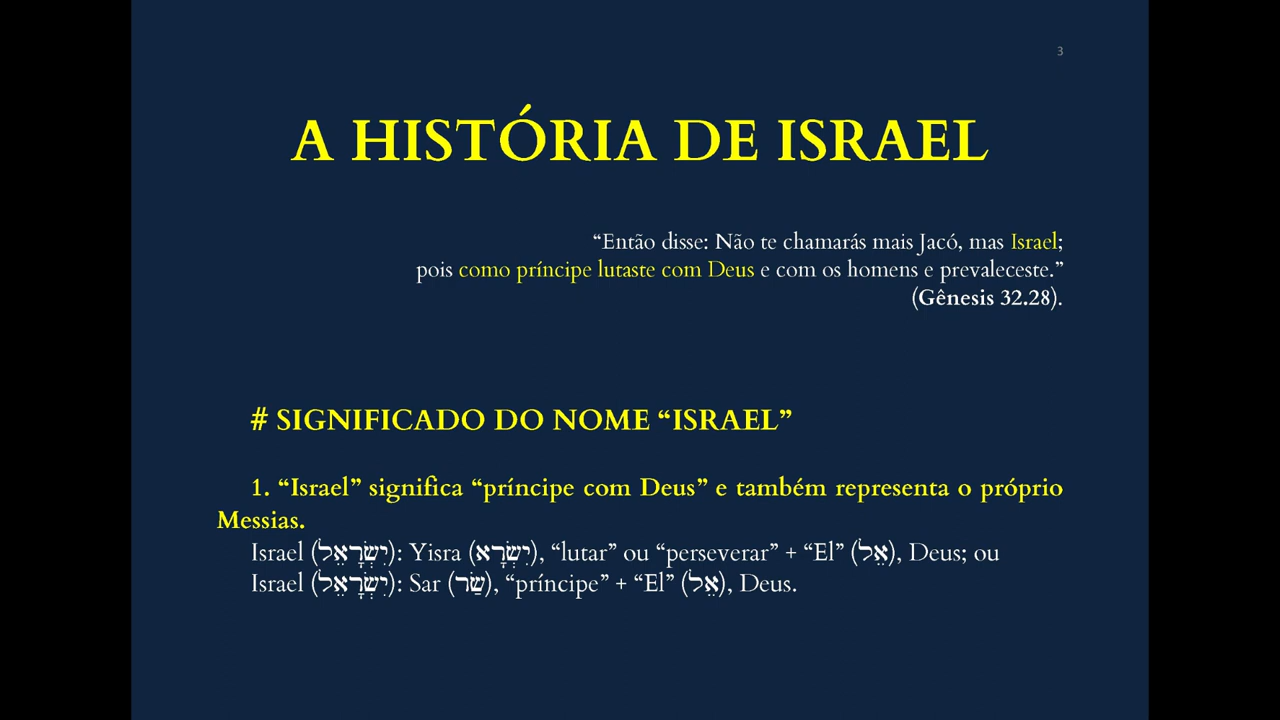 3
A HISTÓRIA DE ISRAEL
“Então disse: Não te chamarás mais Jacó, mas Israel;
pois como príncipe lutaste com Deus e com os homens e prevaleceste.”
(Gênesis 32.28).
# SIGNIFICADO DO NOME “ISRAEL”
1. “Israel” significa “príncipe com Deus” e também representa o próprio
Messias.
Israel (יִשְׂרָאֵל): Yisra (יִשְׂרָא), “lutar” ou “perseverar” + “El” (אֵל), Deus; ou
Israel (יִשְׂרָאֵל): Sar (שַׂר), “príncipe” + “El” (אֵל), Deus.